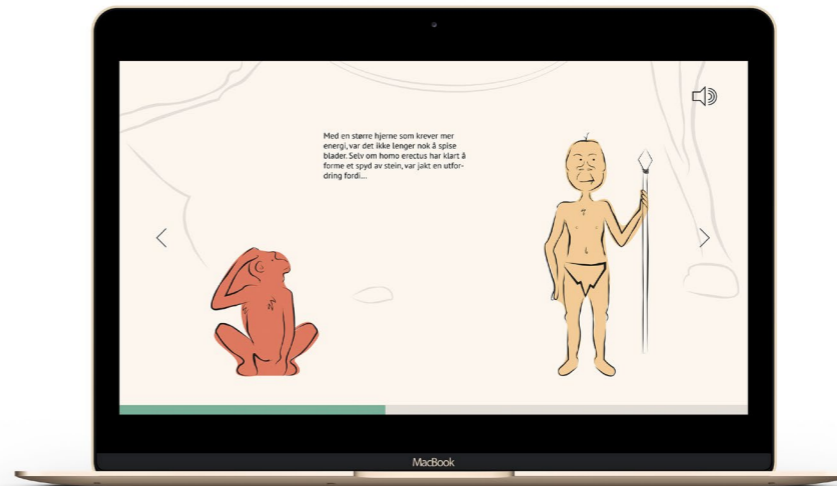 Med en større hjerne som krever mer
energi, var det ikke lenger nok å spise
blader. Selv om homo erectus har klart å
forme et spyd av stein, var jakt en utfor-
dring fordi...
MacBook